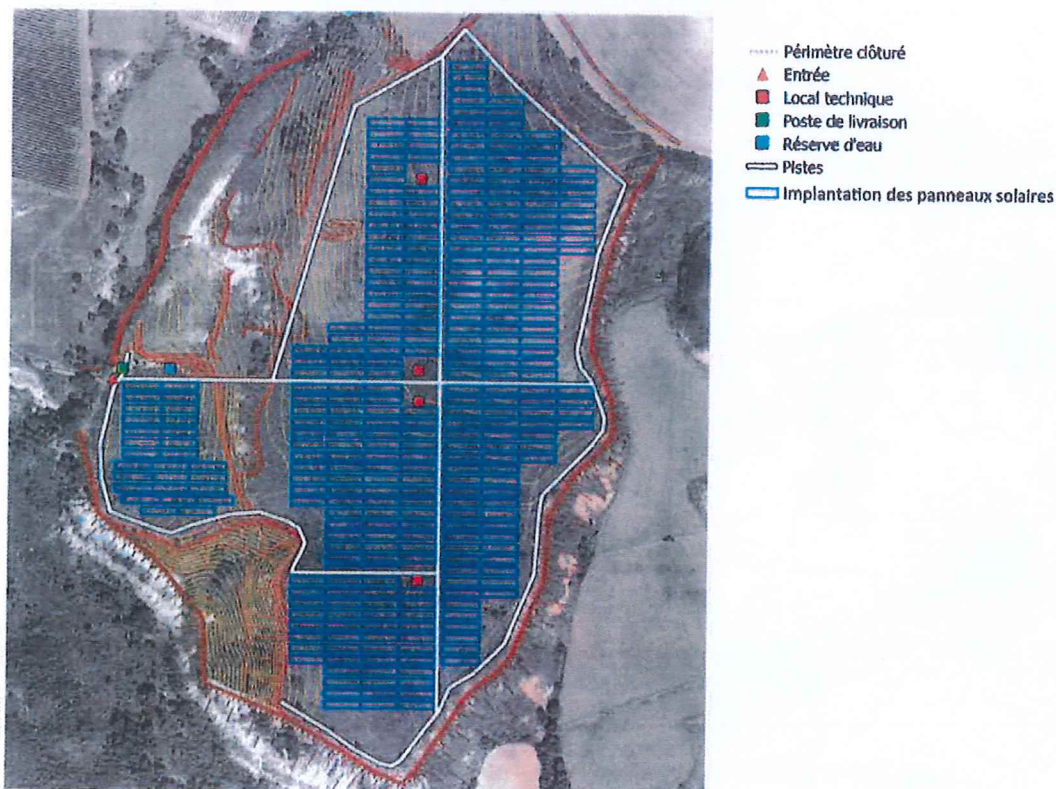 Périmètre clôturé
Entrée
Local technique
Poste de livraison
Réserve d'eau
Pistes
Implantation des panneaux solaires